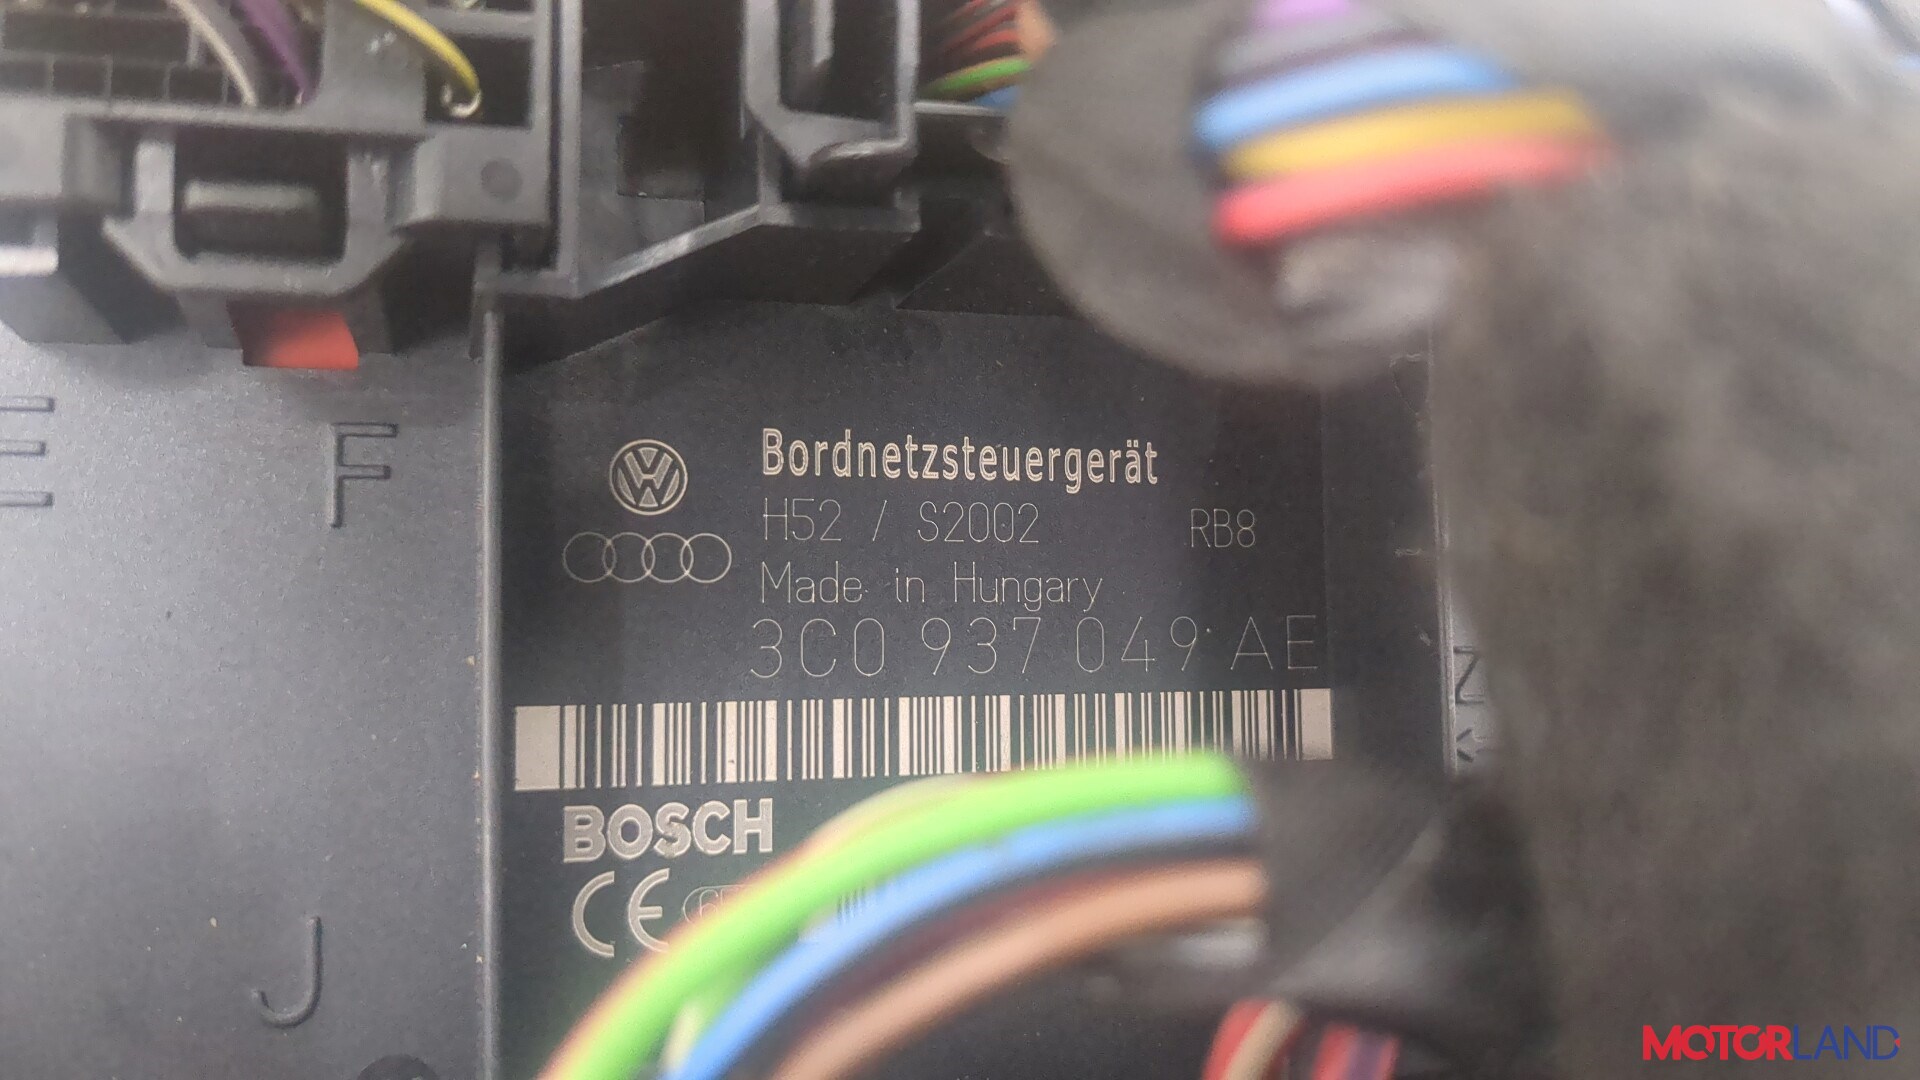 E
F
Bordnetzsteuergerät
H52 / S2002 RB8
Made in Hungary
3C0 937 049 AE
Z
BOSCH
CE
J
MOTORLAND